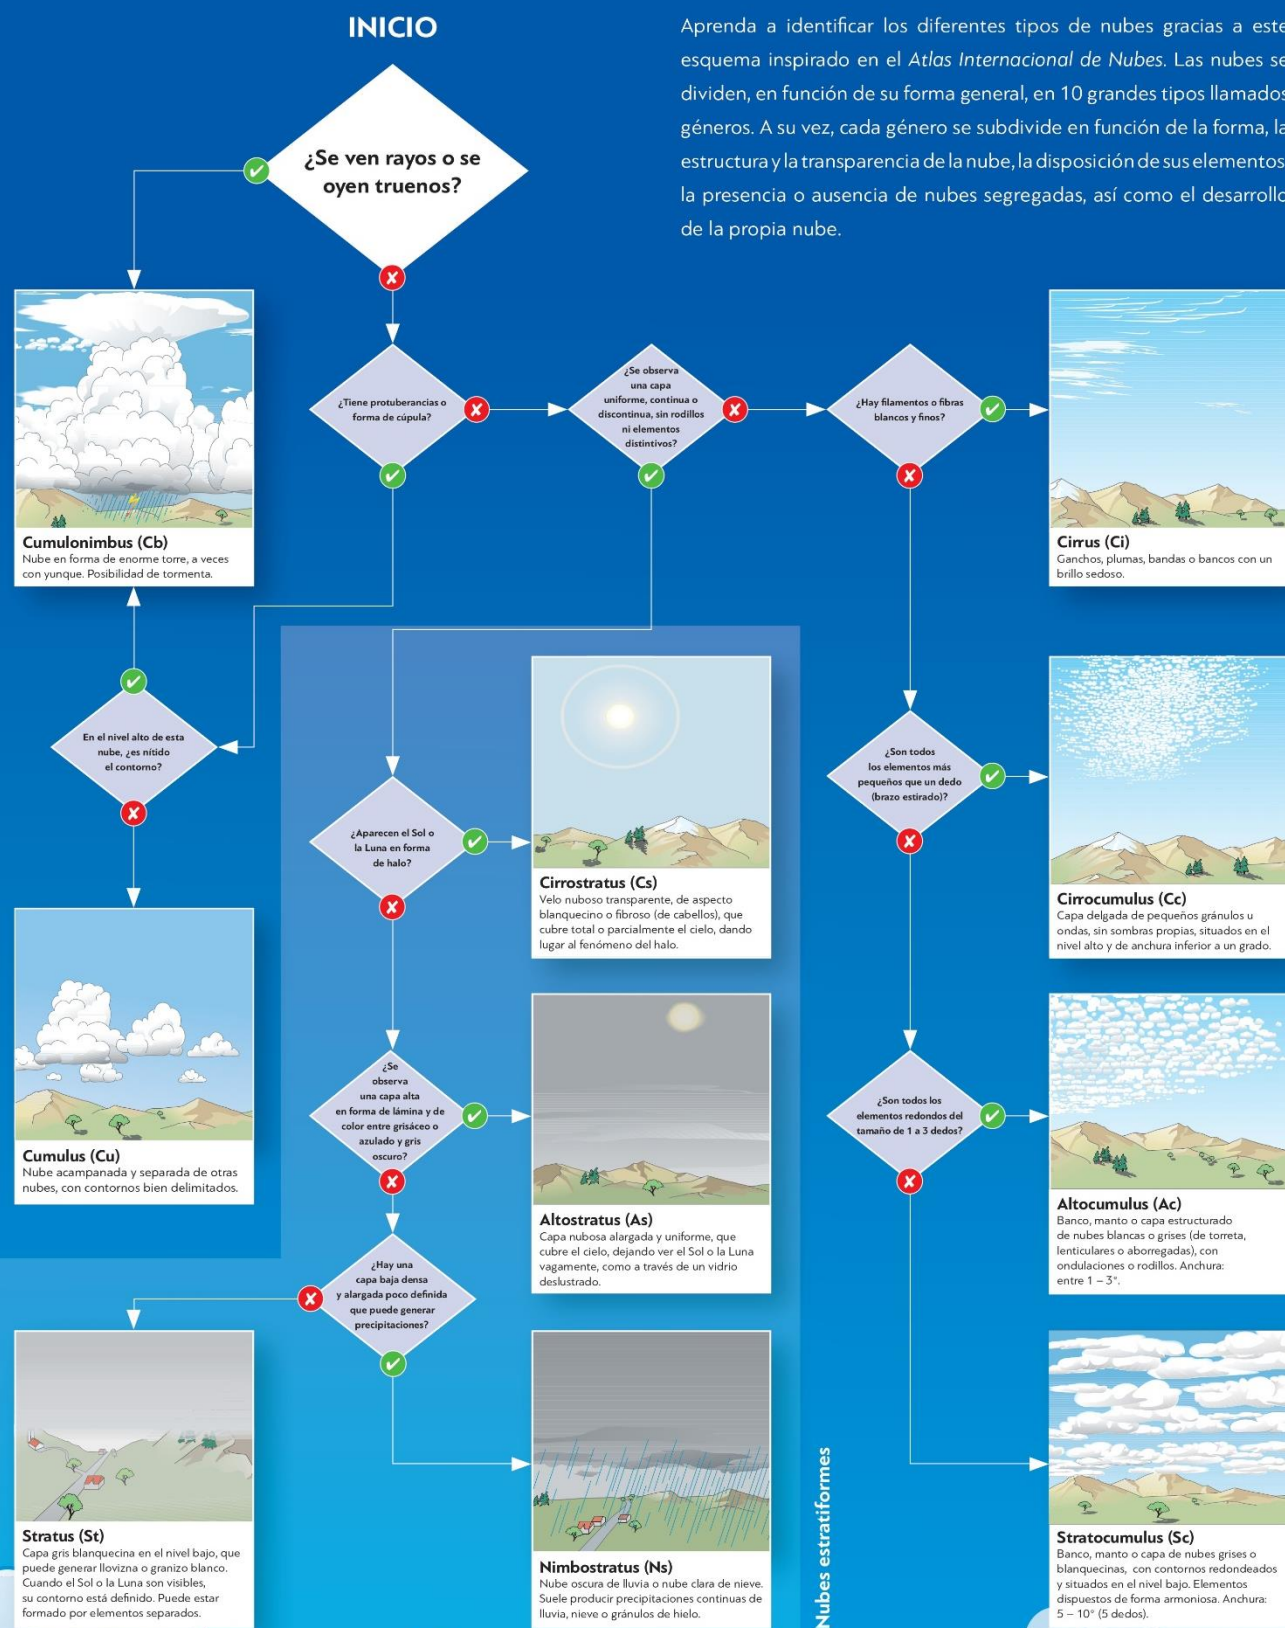 INICIO
Aprenda a identificar los diferentes tipos de nubes gracias a este
esquema inspirado en el Atlas Internacional de Nubes. Las nubes se
dividen, en función de su forma general, en 10 grandes tipos llamados
géneros. A su vez, cada género se subdivide en función de la forma, la
estructura y la transparencia de la nube, la disposición de sus elementos
la presencia o ausencia de nubes segregadas, así como el desarrollo
de la propia nube.
¿Se ven rayos o se
oyen truenos?
¿Tiene protuberancias o
forma de cúpula?
¿Se observa
una capa
uniforme, continua o
discontinua, sin rodillos
ni elementos
distintivos?
¿Hay filamentos o fibras
blancos y finos?
Cumulonimbus (Cb)
Nube en forma de enorme torre, a veces
con yunque. Posibilidad de tormenta.
Cirrus (Ci)
Ganchos, plumas, bandas o bancos con un
brillo sedoso.
En el nivel alto de esta
nube, ¿es nítido
el contorno?
¿Son todos
los elementos más
pequeños que un dedo
(brazo estirado)?
¿Aparecen el Sol o
la Luna en forma
de halo?
Cirrostratus (Cs)
Velo nuboso transparente, de aspecto
blanquecino o fibroso (de cabellos), que
cubre total o parcialmente el cielo, dando
lugar al fenómeno del halo.
Cirrocumulus (Cc)
Capa delgada de pequeños gránulos u
ondas, sin sombras propias, situados en el
nivel alto y de anchura inferior a un grado.
Cumulus (Cu)
Nube acampanada y separada de otras
nubes, con contornos bien delimitados.
¿Se
observa
una capa alta
en forma de lámina y de
color entre grisáceo o
azulado y gris
oscuro?
¿Son todos los
elementos redondos del
tamaño de 1 a 3 dedos?
Altostratus (As)
Capa nubosa alargada y uniforme, que
cubre el cielo, dejando ver el Sol o la Luna
vagamente, como a través de un vidrio
deslustrado.
Altocumulus (Ac)
Banco, manto o capa estructurado
de nubes blancas o grises (de torreta,
lenticulares o aborregadas), con
ondulaciones o rodillos. Anchura:
entre 1 – 3°.
¿Hay una
capa baja densa
y alargada poco definida
que puede generar
precipitaciones?
Stratus (St)
Capa gris blanquecina en el nivel bajo, que
puede generar llovizna o granizo blanco.
Cuando el Sol o la Luna son visibles,
su contorno está definido. Puede estar
formado por elementos separados.
Nimbostratus (Ns)
Nube oscura de lluvia o nube clara de nieve.
Suele producir precipitaciones continuas de
lluvia, nieve o gránulos de hielo.
Nubes estratiformes
Stratocumulus (Sc)
Banco, manto o capa de nubes grises o
blanquecinas, con contornos redondeados
y situados en el nivel bajo. Elementos
dispuestos de forma armoniosa. Anchura:
5 – 10° (5 dedos).